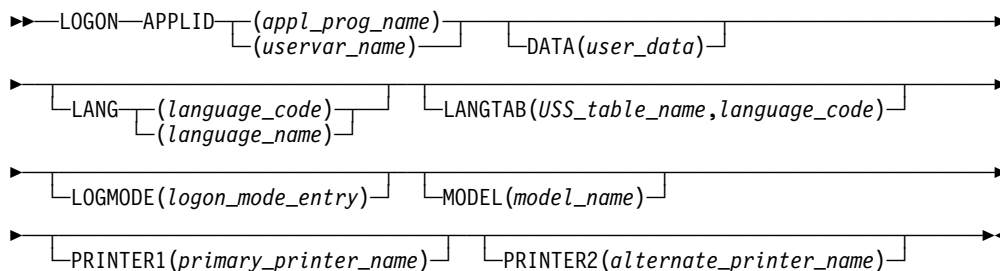 LOGON APPLID (appl_prog_name)
(uservar_name) DATA(user_data)
LANG (language_code) LANGTAB(USS_table_name,language_code)
(language_name)
LOGMODE(logon_mode_entry) MODEL(model_name)
PRINTER1(primary_printer_name) PRINTER2(alternate_printer_name)